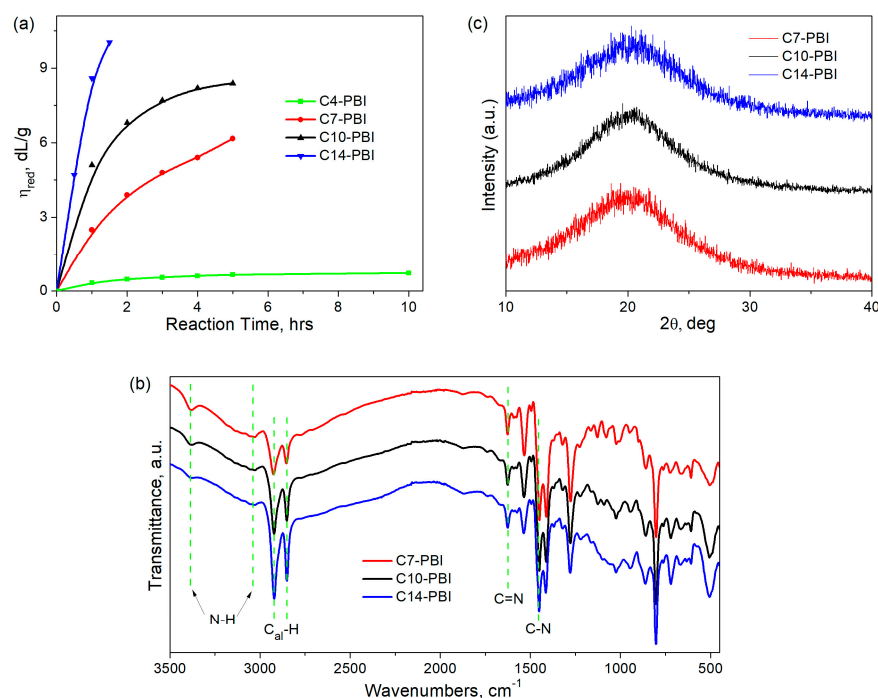 (a)
9
6
3
0
η_red, dL/g
0
2
4
6
8
10
Reaction Time, hrs
C4-PBI
C7-PBI
C10-PBI
C14-PBI
(c)
Intensity (a.u.)
C7-PBI
C10-PBI
C14-PBI
10
20
30
40
2θ, deg
(b)
Transmittance, a.u.
C7-PBI
C10-PBI
C14-PBI
N-H
C_al-H
C=N
C-N
3500
3000
2500
2000
1500
1000
500
Wavenumbers, cm⁻¹